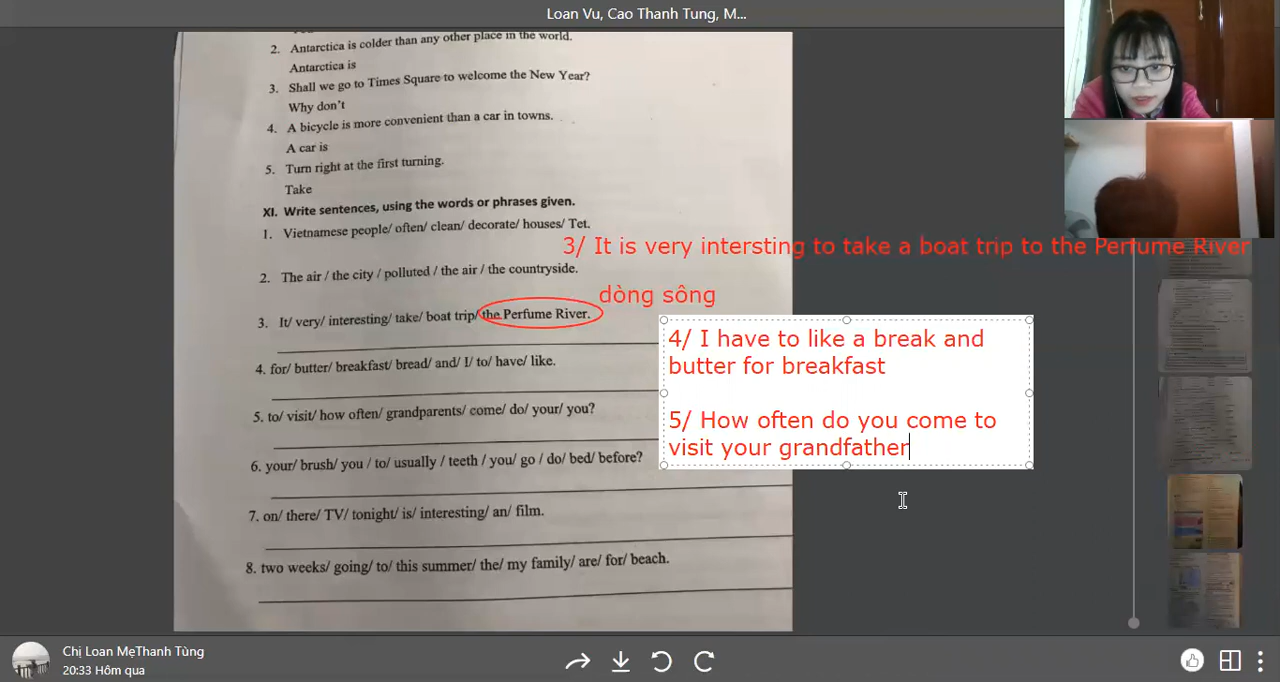 Loan Vu, Cao Thanh Tung, M...
2. Antarctica is colder than any other place in the world.
Antarctica is
3. Shall we go to Times Square to welcome the New Year?
Why don't
4. A bicycle is more convenient than a car in towns.
A car is
5. Turn right at the first turning.
Take
XI. Write sentences, using the words or phrases given.
1. Vietnamese people/ often/ clean/ decorate/ houses/ Tet.
3/ It is very intersting to take a boat trip to the Perfume River
2. The air / the city / polluted / the air / the countryside.
dòng sông
3. It/ very/ interesting/ take/ boat trip/ the Perfume River.
4/ I have to like a break and
butter for breakfast
4. for/ butter/ breakfast/ bread/ and/ I/ to/ have/ like.
5/ How often do you come to
visit your grandfather
5. to/ visit/ how often/ grandparents/ come/ do/ your/ you?
6. your/ brush/ you / to/ usually / teeth / you/ go / do/ bed/ before?
7. on/ there/ TV/ tonight/ is/ interesting/ an/ film.
8. two weeks/ going/ to/ this summer/ the/ my family/ are/ for/ beach.
Chị Loan MẹThanh Tùng
20:33 Hôm qua